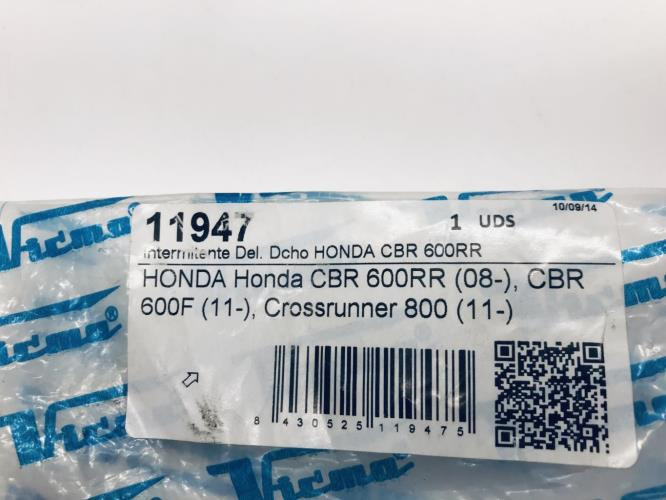 10/09/14
11947 1 UDS
Intermitente Del. Dcho HONDA CBR 600RR
HONDA Honda CBR 600RR (08-), CBR
600F (11-), Crossrunner 800 (11-)
8 430525 119475
Vicma®
Vicma®
Vicma
Vicma